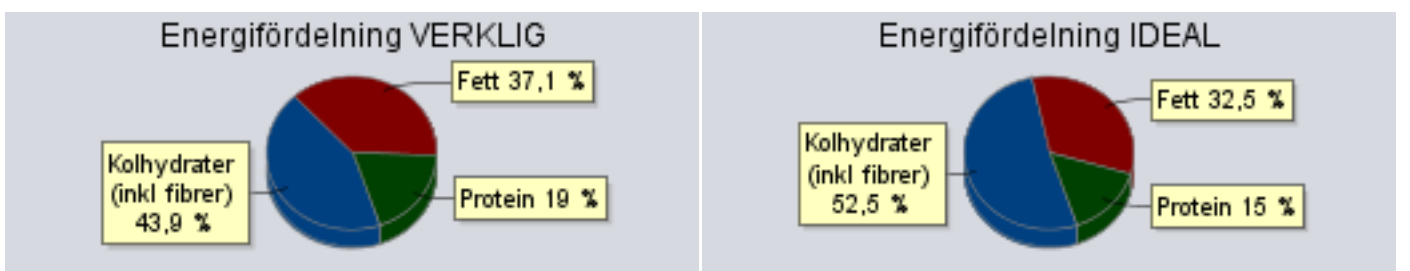 Energifördelning VERKLIG
Fett 37,1 %
Kolhydrater
(inkl fibrer)
43,9 %
Protein 19 %
Energifördelning IDEAL
Fett 32,5 %
Kolhydrater
(inkl fibrer)
52,5 %
Protein 15 %